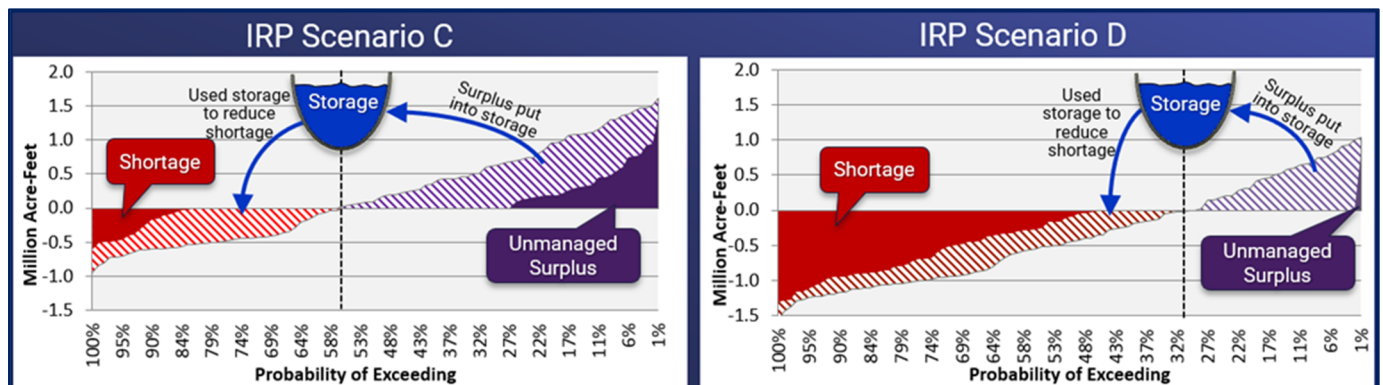 IRP Scenario C
2.0
1.5
1.0
0.5
0.0
-0.5
-1.0
-1.5
Million Acre-Feet
Used storage
to reduce
shortage
Storage
Surplus put
into storage
Shortage
Unmanaged
Surplus
100%
95%
90%
84%
79%
74%
69%
64%
58%
53%
48%
43%
37%
32%
27%
22%
17%
11%
6%
1%
Probability of Exceeding
IRP Scenario D
2.0
1.5
1.0
0.5
0.0
-0.5
-1.0
-1.5
Million Acre-Feet
Used
storage to
reduce
shortage
Storage
Surplus put
into storage
Shortage
Unmanaged
Surplus
100%
95%
90%
84%
79%
74%
69%
64%
58%
53%
48%
43%
37%
32%
27%
22%
17%
11%
6%
1%
Probability of Exceeding